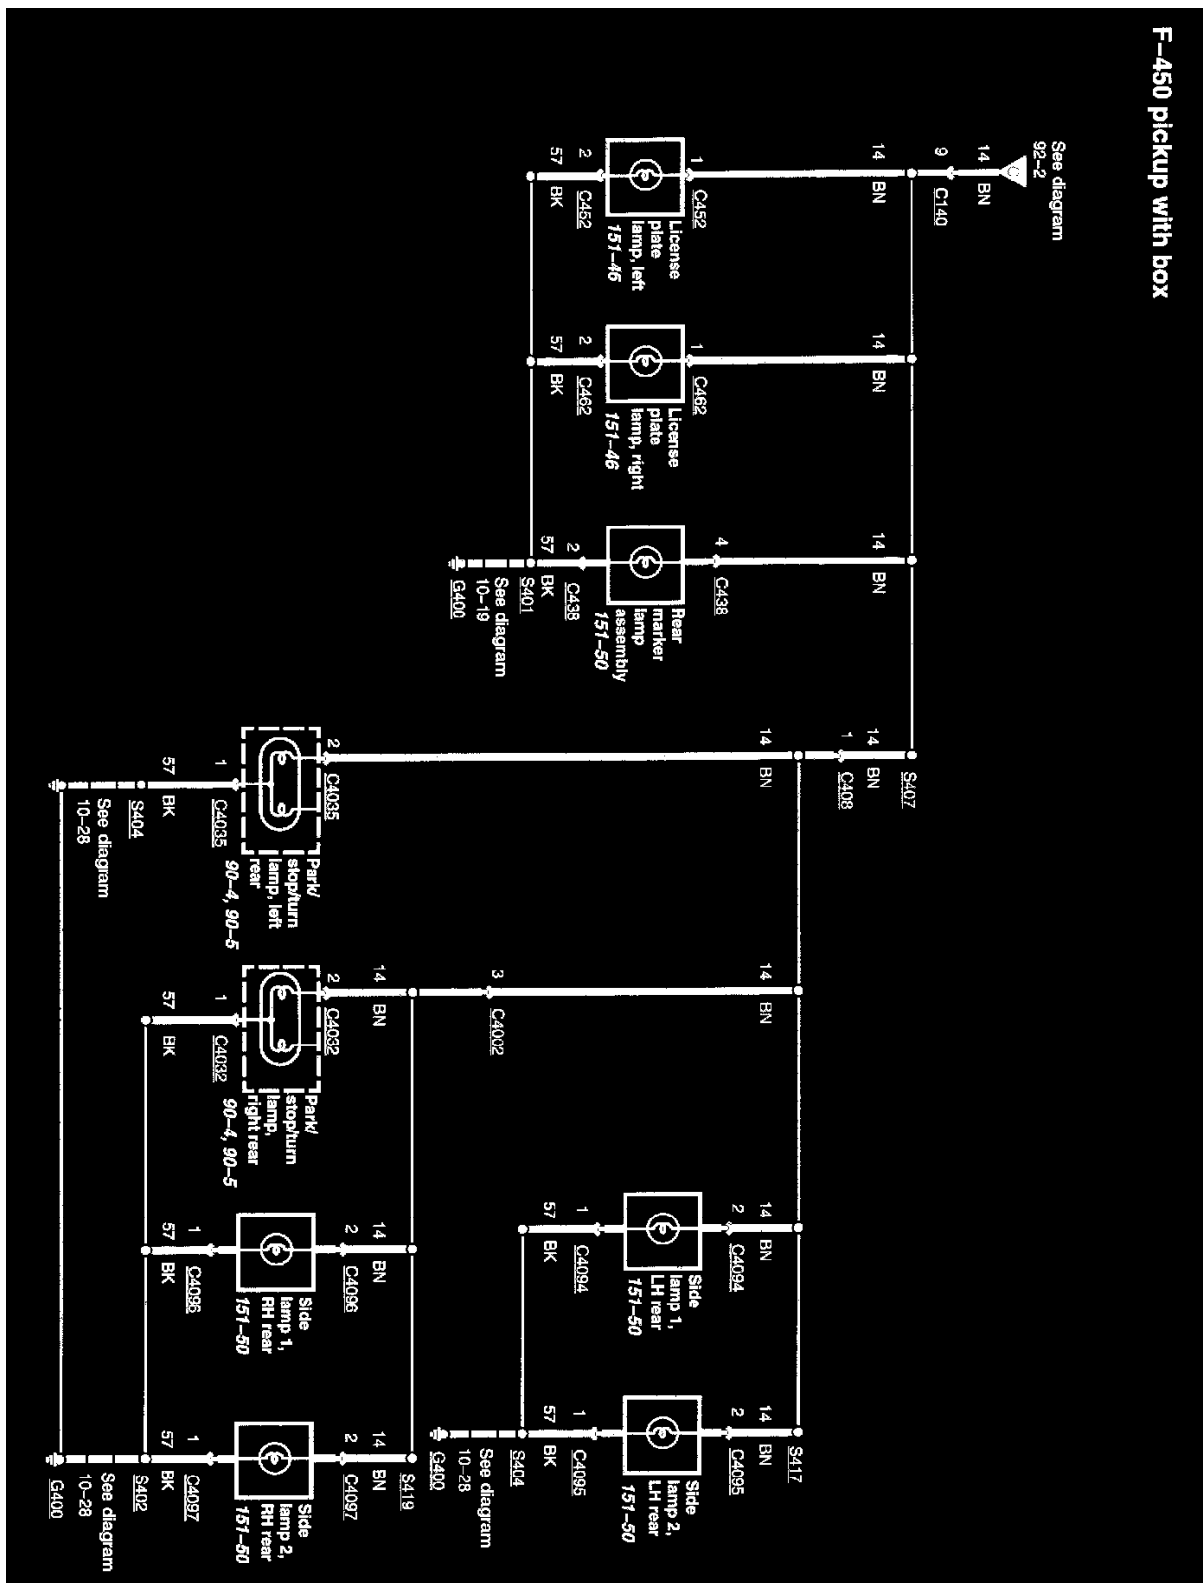 F–450 pickup with box
See diagram
92–2
C
14 BN
9 C140
14 BN
14 BN
14 BN
S407
14 BN
1 C408
1 C452
License
plate
lamp, left
151–46
2 C452
57 BK
1 C462
License
plate
lamp, right
151–46
2 C462
57 BK
4 C438
Rear
marker
lamp
assembly
151–50
2 C438
57 BK
S401
See diagram
10–19
G400
14 BN
14 BN
14 BN
14 BN
S417
3 C4002
2 C4094
Side
lamp 1,
LH rear
151–50
1 C4094
57 BK
2 C4095
Side
lamp 2,
LH rear
151–50
1 C4095
57 BK
S404
See diagram
10–28
G400
2 C4035
Park/
stop/turn
lamp, left
rear
90–4, 90–5
1 C4035
57 BK
S404
See diagram
10–28
14 BN
14 BN
14 BN
S419
2 C4032
Park/
stop/turn
lamp,
right rear
90–4, 90–5
1 C4032
57 BK
2 C4096
Side
lamp 1,
RH rear
151–50
1 C4096
57 BK
2 C4097
Side
lamp 2,
RH rear
151–50
1 C4097
57 BK
S402
See diagram
10–28
G400